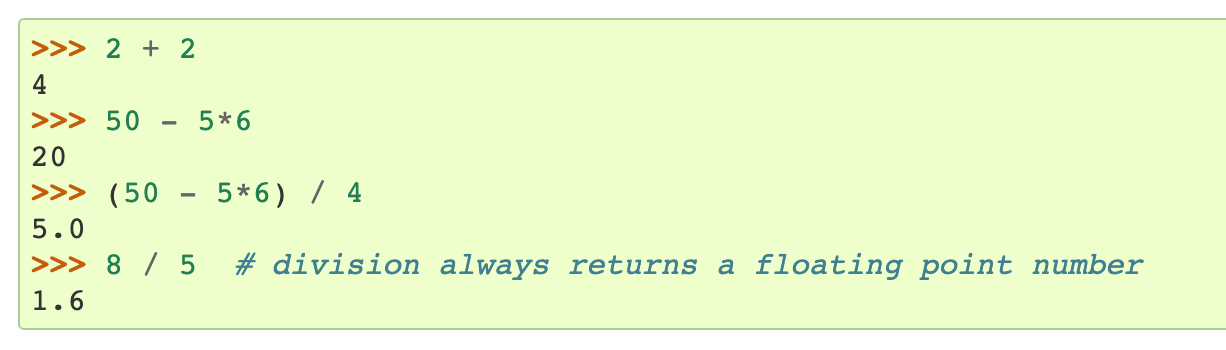 >>> 2 + 2
4
>>> 50 - 5*6
20
>>> (50 - 5*6) / 4
5.0
>>> 8 / 5  # division always returns a floating point number
1.6